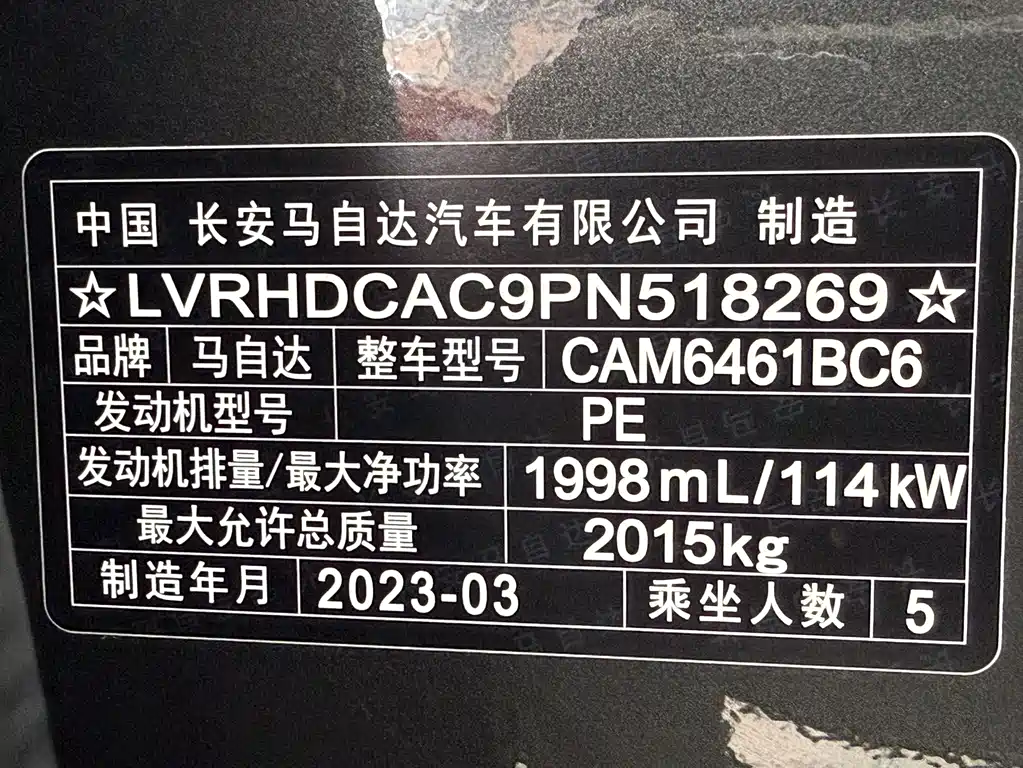 中国 长安马自达汽车有限公司 制造
☆LVRHDCAC9PN518269☆
品牌 马自达 整车型号 CAM6461BC6
发动机型号 PE
发动机排量/最大净功率 1998mL/114kW
最大允许总质量 2015kg
制造年月 2023-03 乘坐人数 5